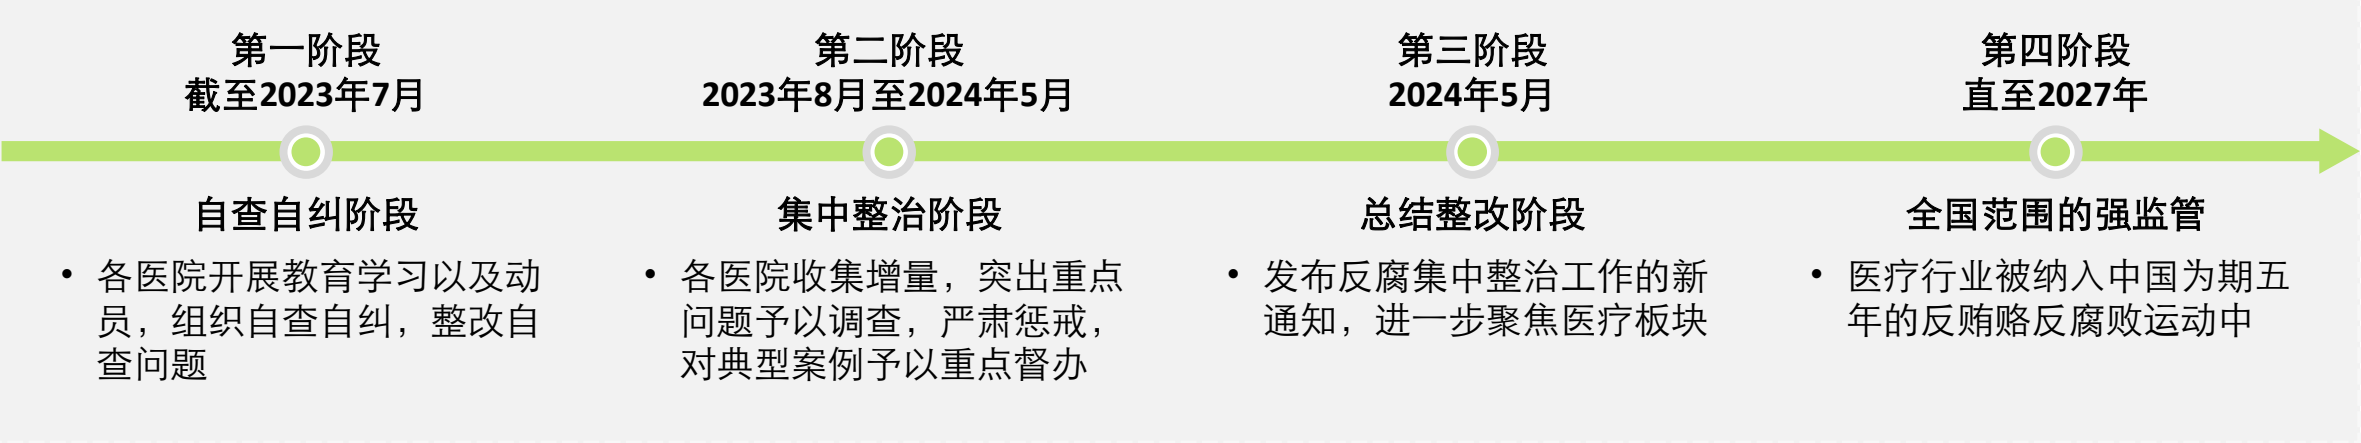 第一阶段
截至2023年7月
自查自纠阶段
• 各医院开展教育学习以及动
员，组织自查自纠，整改自
查问题
第二阶段
2023年8月至2024年5月
集中整治阶段
• 各医院收集增量，突出重点
问题予以调查，严肃惩戒，
对典型案例予以重点督办
第三阶段
2024年5月
总结整改阶段
• 发布反腐集中整治工作的新
通知，进一步聚焦医疗板块
第四阶段
直至2027年
全国范围的强监管
• 医疗行业被纳入中国为期五
年的反贿赂反腐败运动中